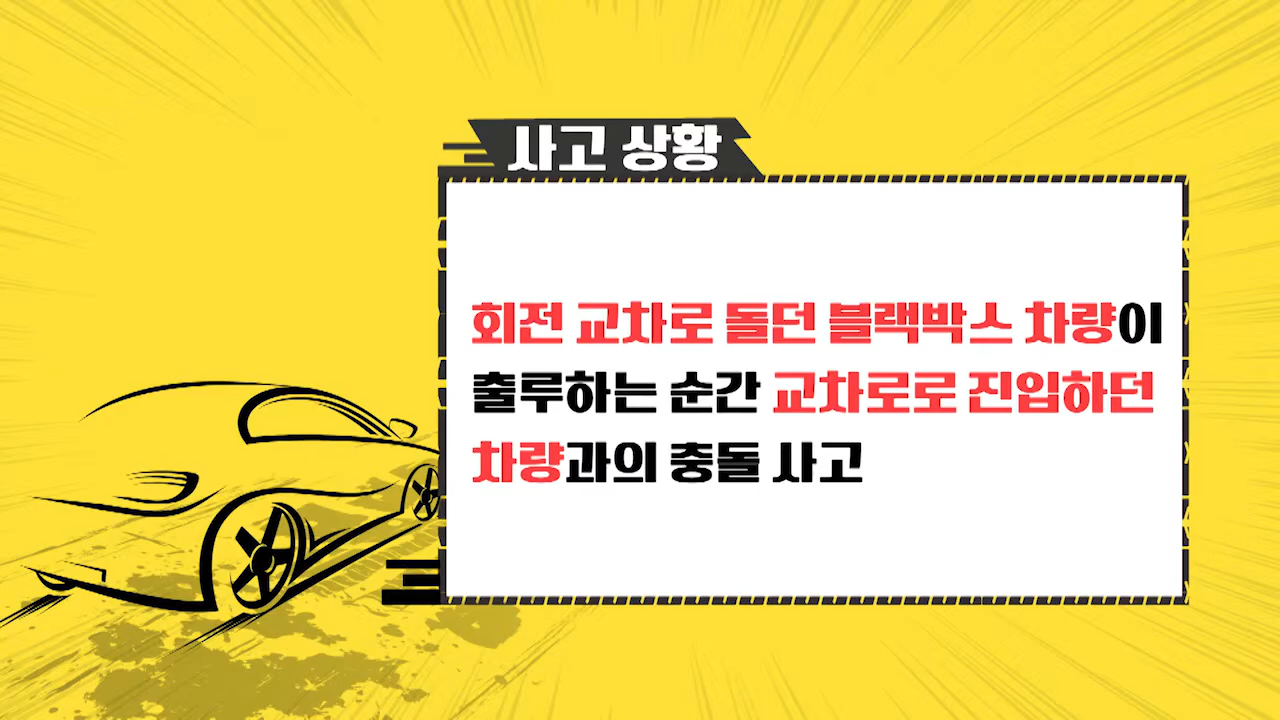 사고 상황
회전 교차로 돌던 블랙박스 차량이
출루하는 순간 교차로로 진입하던
차량과의 충돌 사고